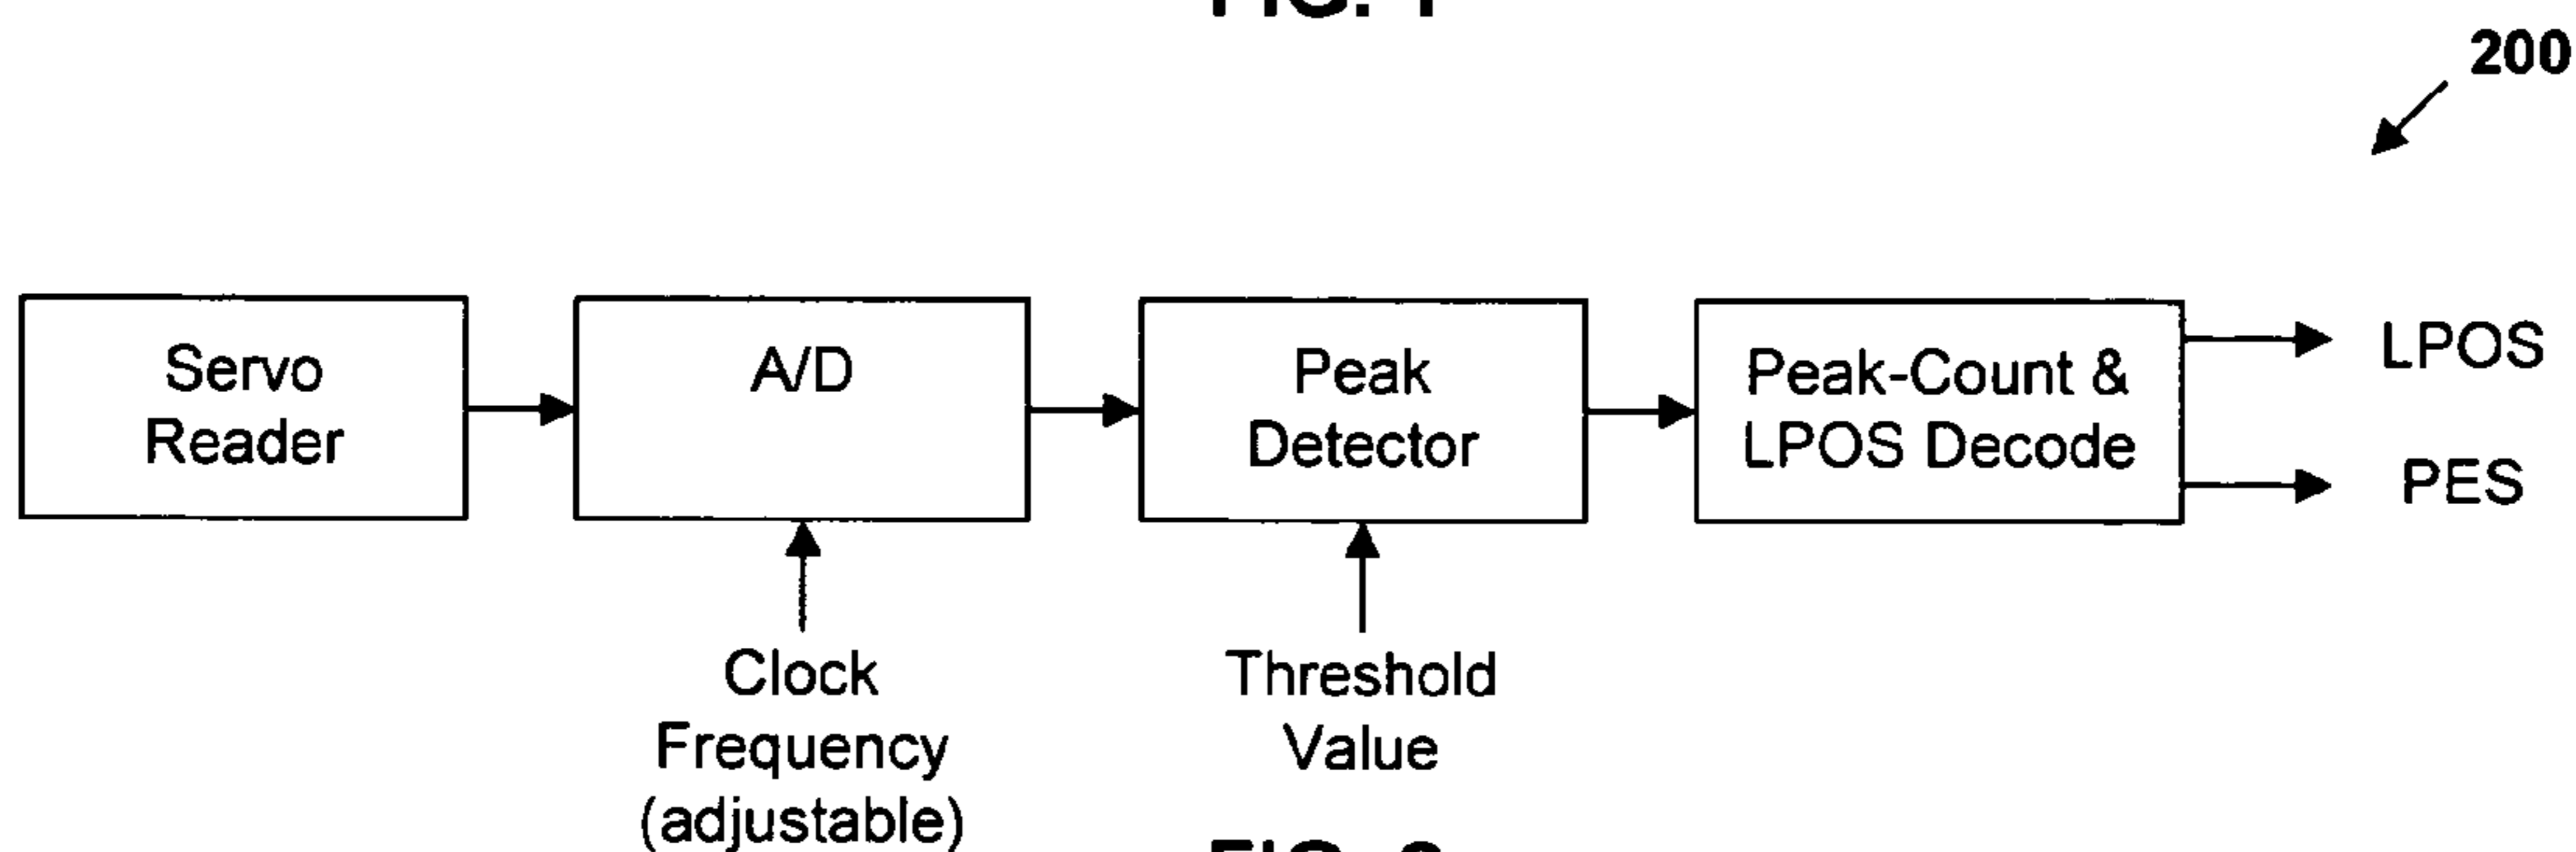 200
Servo
Reader
A/D
Peak
Detector
Peak-Count &
LPOS Decode
LPOS
PES
Clock
Frequency
(adjustable)
Threshold
Value